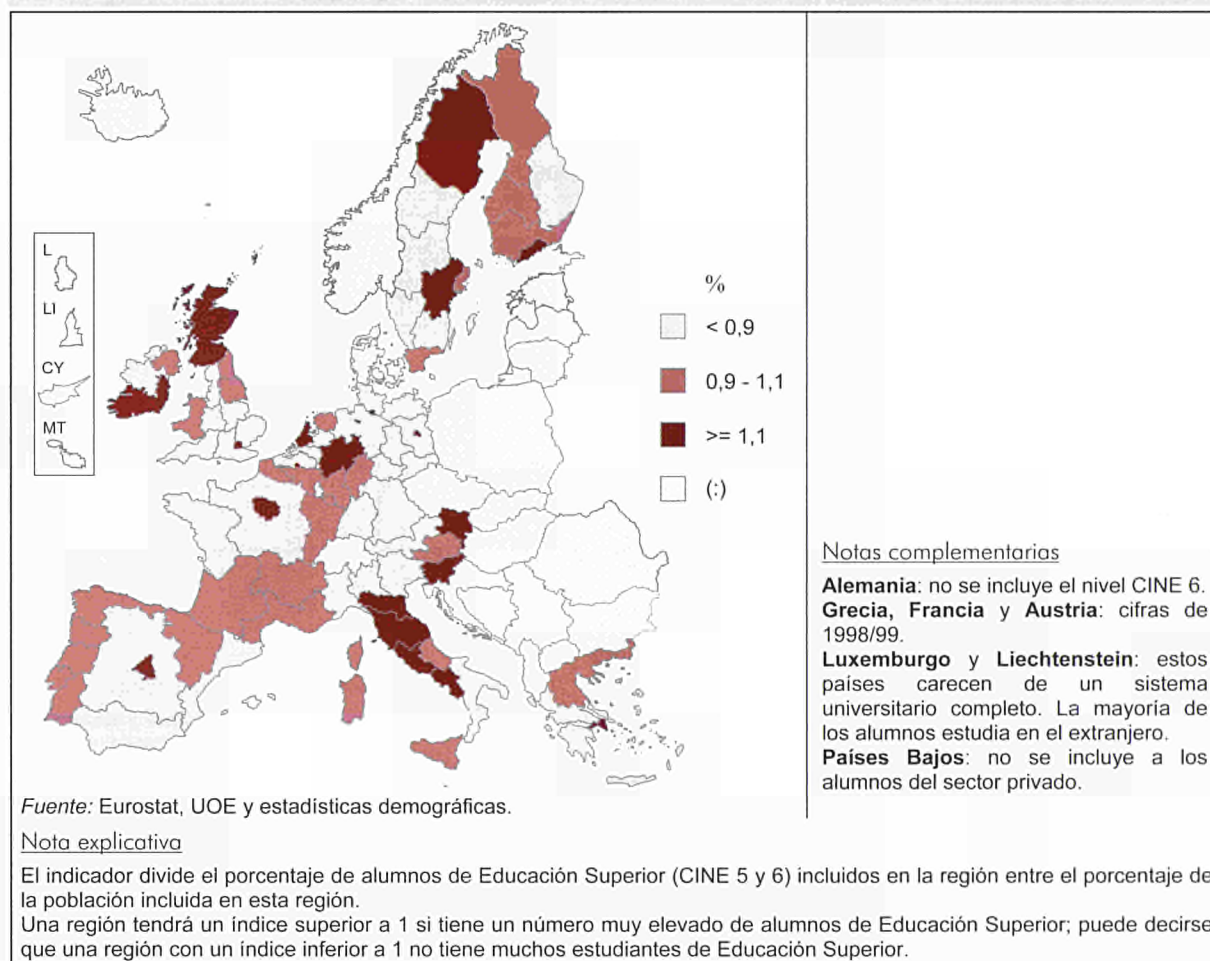 L
LI
CY
MT
%
< 0,9
0,9 - 1,1
>= 1,1
(:)
Fuente: Eurostat, UOE y estadísticas demográficas.
Notas complementarias
Alemania: no se incluye el nivel CINE 6.
Grecia, Francia y Austria: cifras de
1998/99.
Luxemburgo y Liechtenstein: estos
países carecen de un sistema
universitario completo. La mayoría de
los alumnos estudia en el extranjero.
Países Bajos: no se incluye a los
alumnos del sector privado.
Nota explicativa
El indicador divide el porcentaje de alumnos de Educación Superior (CINE 5 y 6) incluidos en la región entre el porcentaje de
la población incluida en esta región.
Una región tendrá un índice superior a 1 si tiene un número muy elevado de alumnos de Educación Superior; puede decirse
que una región con un índice inferior a 1 no tiene muchos estudiantes de Educación Superior.